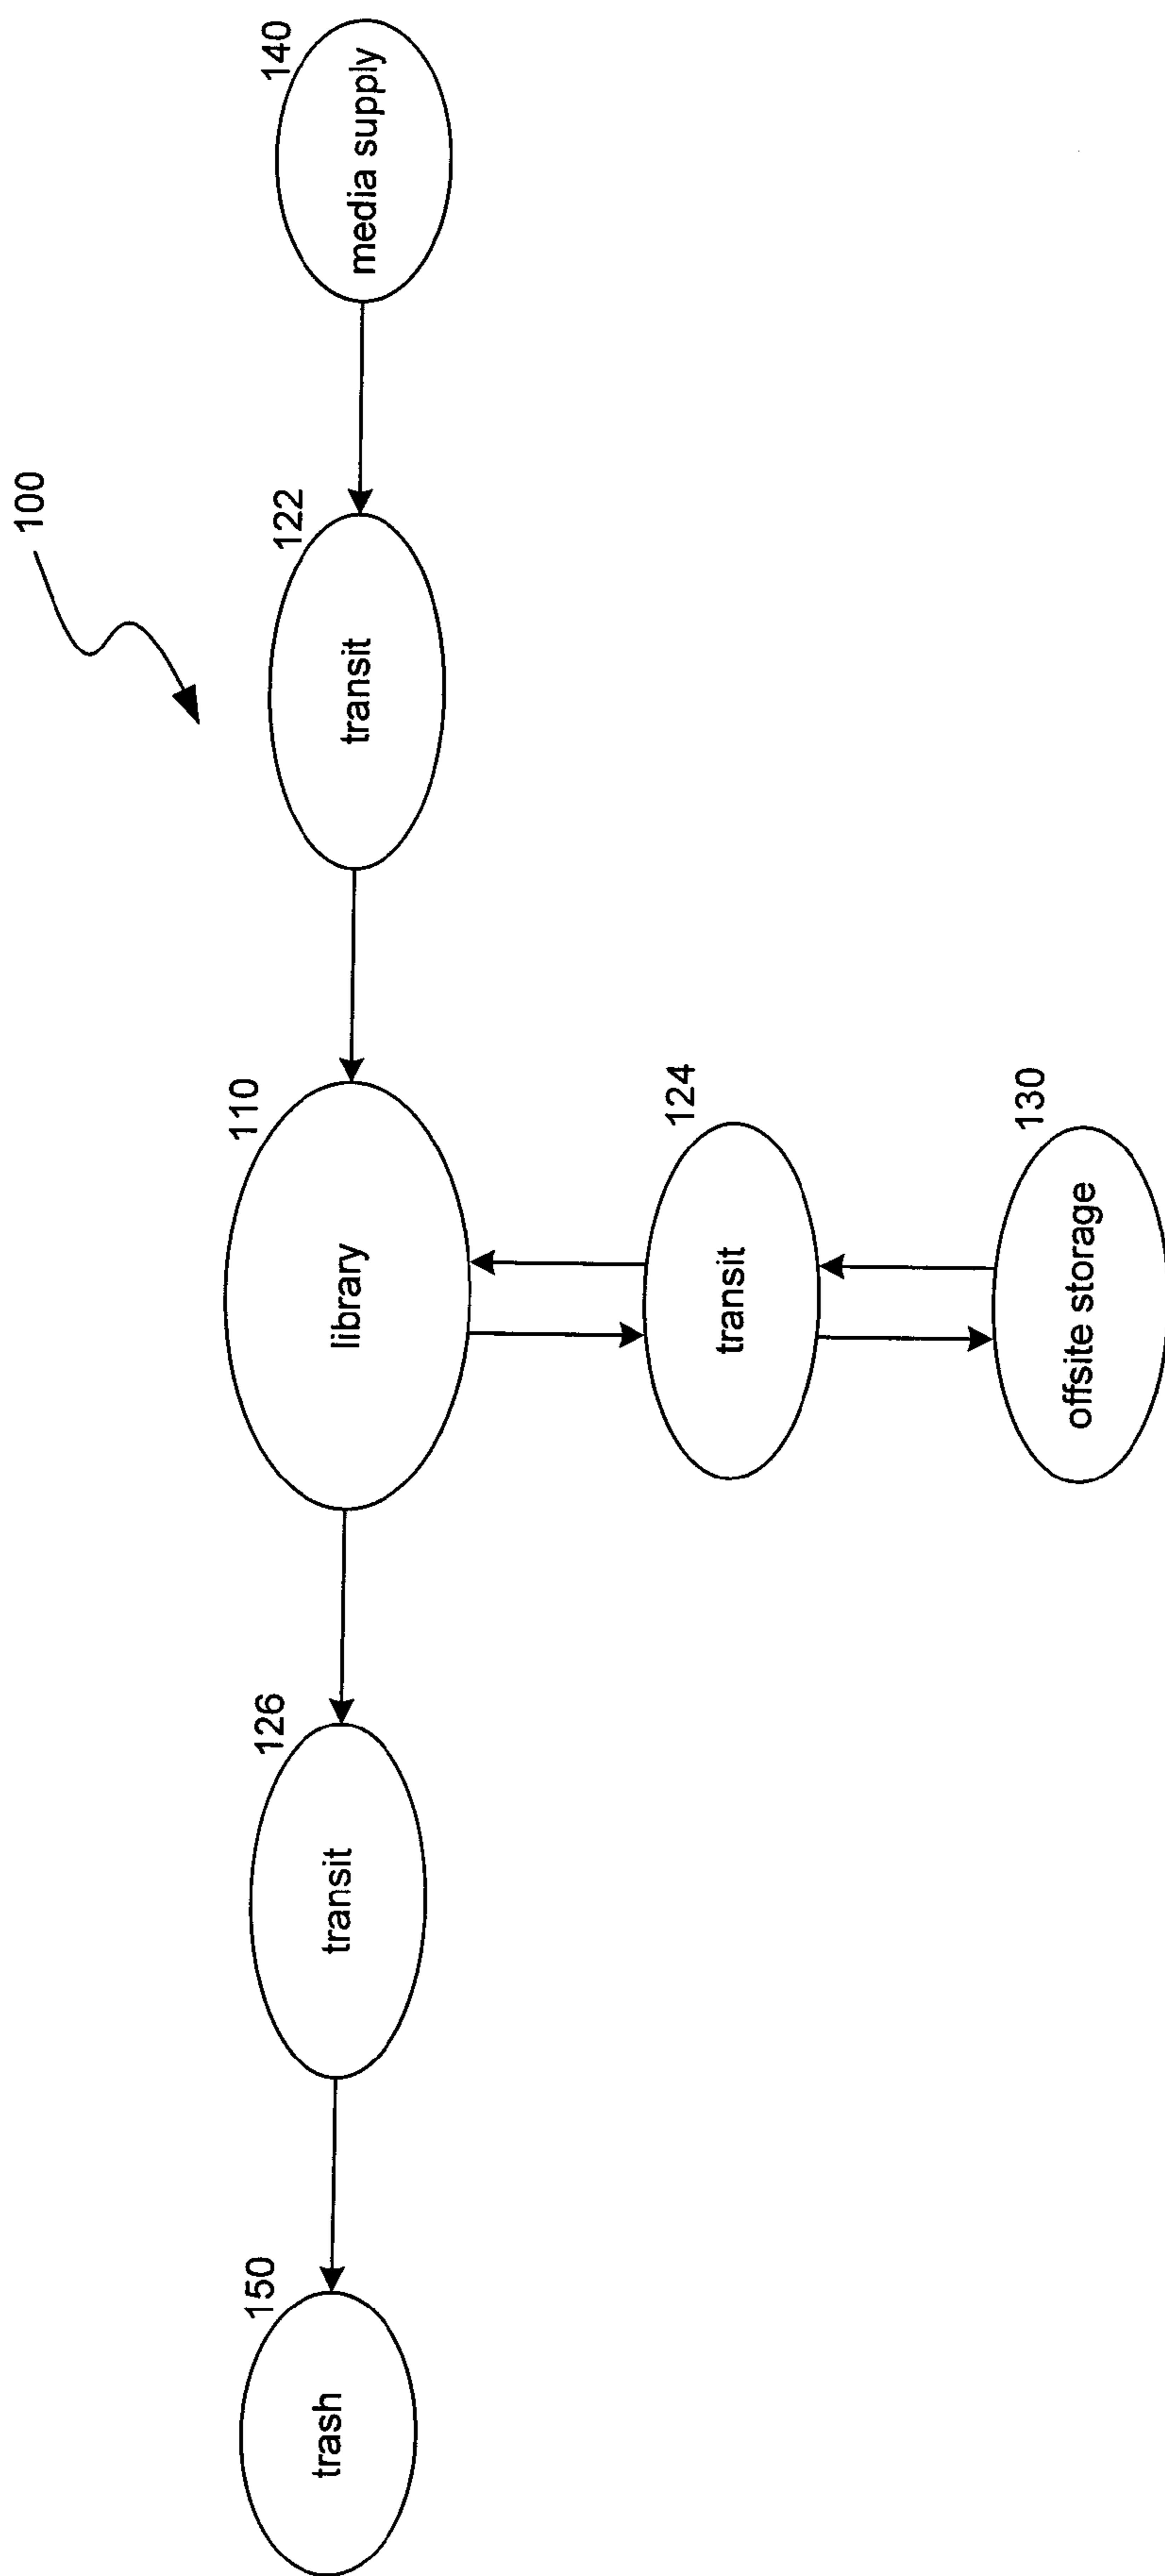 100
150
126
110
122
140
trash
transit
library
transit
media supply
124
transit
130
offsite storage